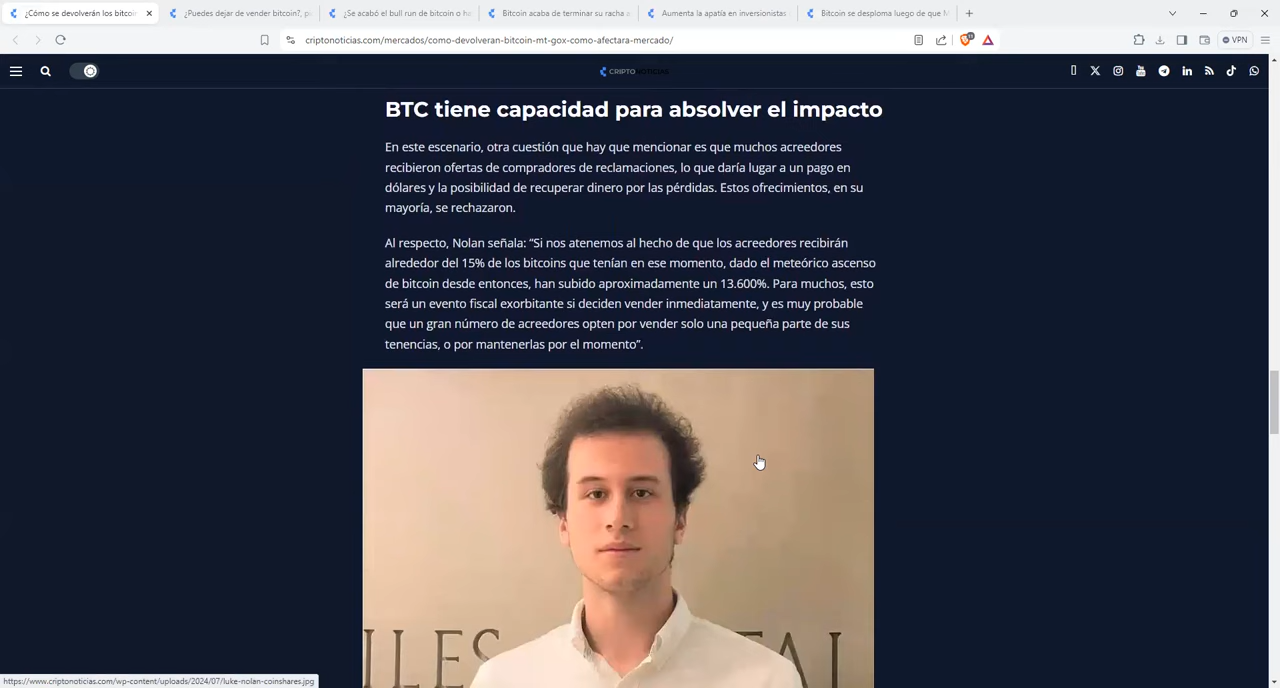 ¿Cómo se devolverán los bitcoin
¿Puedes dejar de vender bitcoin?, p
¿Se acabó el bull run de bitcoin o ha
Bitcoin acaba de terminar su racha
Aumenta la apatía en inversionistas
Bitcoin se desploma luego de que
criptonoticias.com/mercados/como-devolveran-bitcoin-mt-gox-como-afectara-mercado/
VPN
CRIPTONOTICIAS
BTC tiene capacidad para absolver el impacto
En este escenario, otra cuestión que hay que mencionar es que muchos acreedores
recibieron ofertas de compradores de reclamaciones, lo que daría lugar a un pago en
dólares y la posibilidad de recuperar dinero por las pérdidas. Estos ofrecimientos, en su
mayoría, se rechazaron.
Al respecto, Nolan señala: “Si nos atenemos al hecho de que los acreedores recibirán
alrededor del 15% de los bitcoins que tenían en ese momento, dado el meteórico ascenso
de bitcoin desde entonces, han subido aproximadamente un 13.600%. Para muchos, esto
será un evento fiscal exorbitante si deciden vender inmediatamente, y es muy probable
que un gran número de acreedores opten por vender solo una pequeña parte de sus
tenencias, o por mantenerlas por el momento”.
https://www.criptonoticias.com/wp-content/uploads/2024/07/luke-nolan-coinshares.jpg